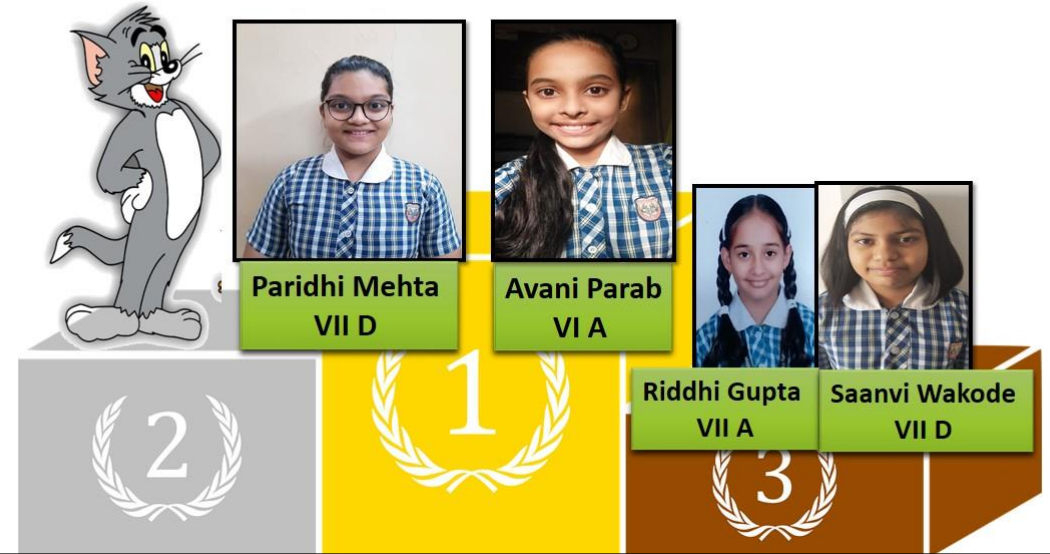 Paridhi Mehta
VII D
Avani Parab
VI A
Riddhi Gupta
VII A
Saanvi Wakode
VII D
2
1
3